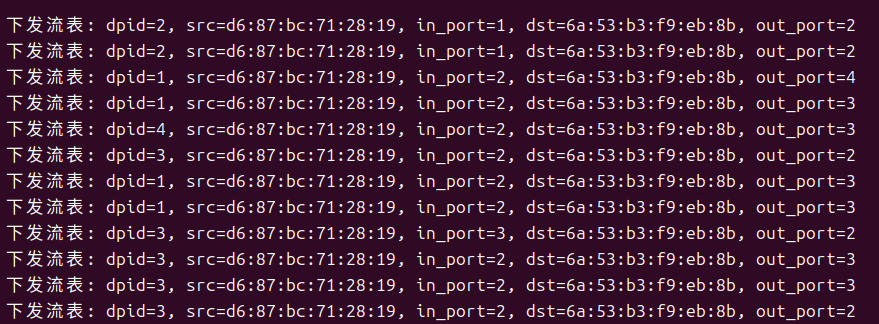 下发流表: dpid=2, src=d6:87:bc:71:28:19, in_port=1, dst=6a:53:b3:f9:eb:8b, out_port=2
下发流表: dpid=2, src=d6:87:bc:71:28:19, in_port=1, dst=6a:53:b3:f9:eb:8b, out_port=2
下发流表: dpid=1, src=d6:87:bc:71:28:19, in_port=2, dst=6a:53:b3:f9:eb:8b, out_port=4
下发流表: dpid=1, src=d6:87:bc:71:28:19, in_port=2, dst=6a:53:b3:f9:eb:8b, out_port=3
下发流表: dpid=4, src=d6:87:bc:71:28:19, in_port=2, dst=6a:53:b3:f9:eb:8b, out_port=3
下发流表: dpid=3, src=d6:87:bc:71:28:19, in_port=2, dst=6a:53:b3:f9:eb:8b, out_port=2
下发流表: dpid=1, src=d6:87:bc:71:28:19, in_port=2, dst=6a:53:b3:f9:eb:8b, out_port=3
下发流表: dpid=1, src=d6:87:bc:71:28:19, in_port=2, dst=6a:53:b3:f9:eb:8b, out_port=3
下发流表: dpid=3, src=d6:87:bc:71:28:19, in_port=3, dst=6a:53:b3:f9:eb:8b, out_port=2
下发流表: dpid=3, src=d6:87:bc:71:28:19, in_port=2, dst=6a:53:b3:f9:eb:8b, out_port=3
下发流表: dpid=3, src=d6:87:bc:71:28:19, in_port=2, dst=6a:53:b3:f9:eb:8b, out_port=3
下发流表: dpid=3, src=d6:87:bc:71:28:19, in_port=2, dst=6a:53:b3:f9:eb:8b, out_port=2